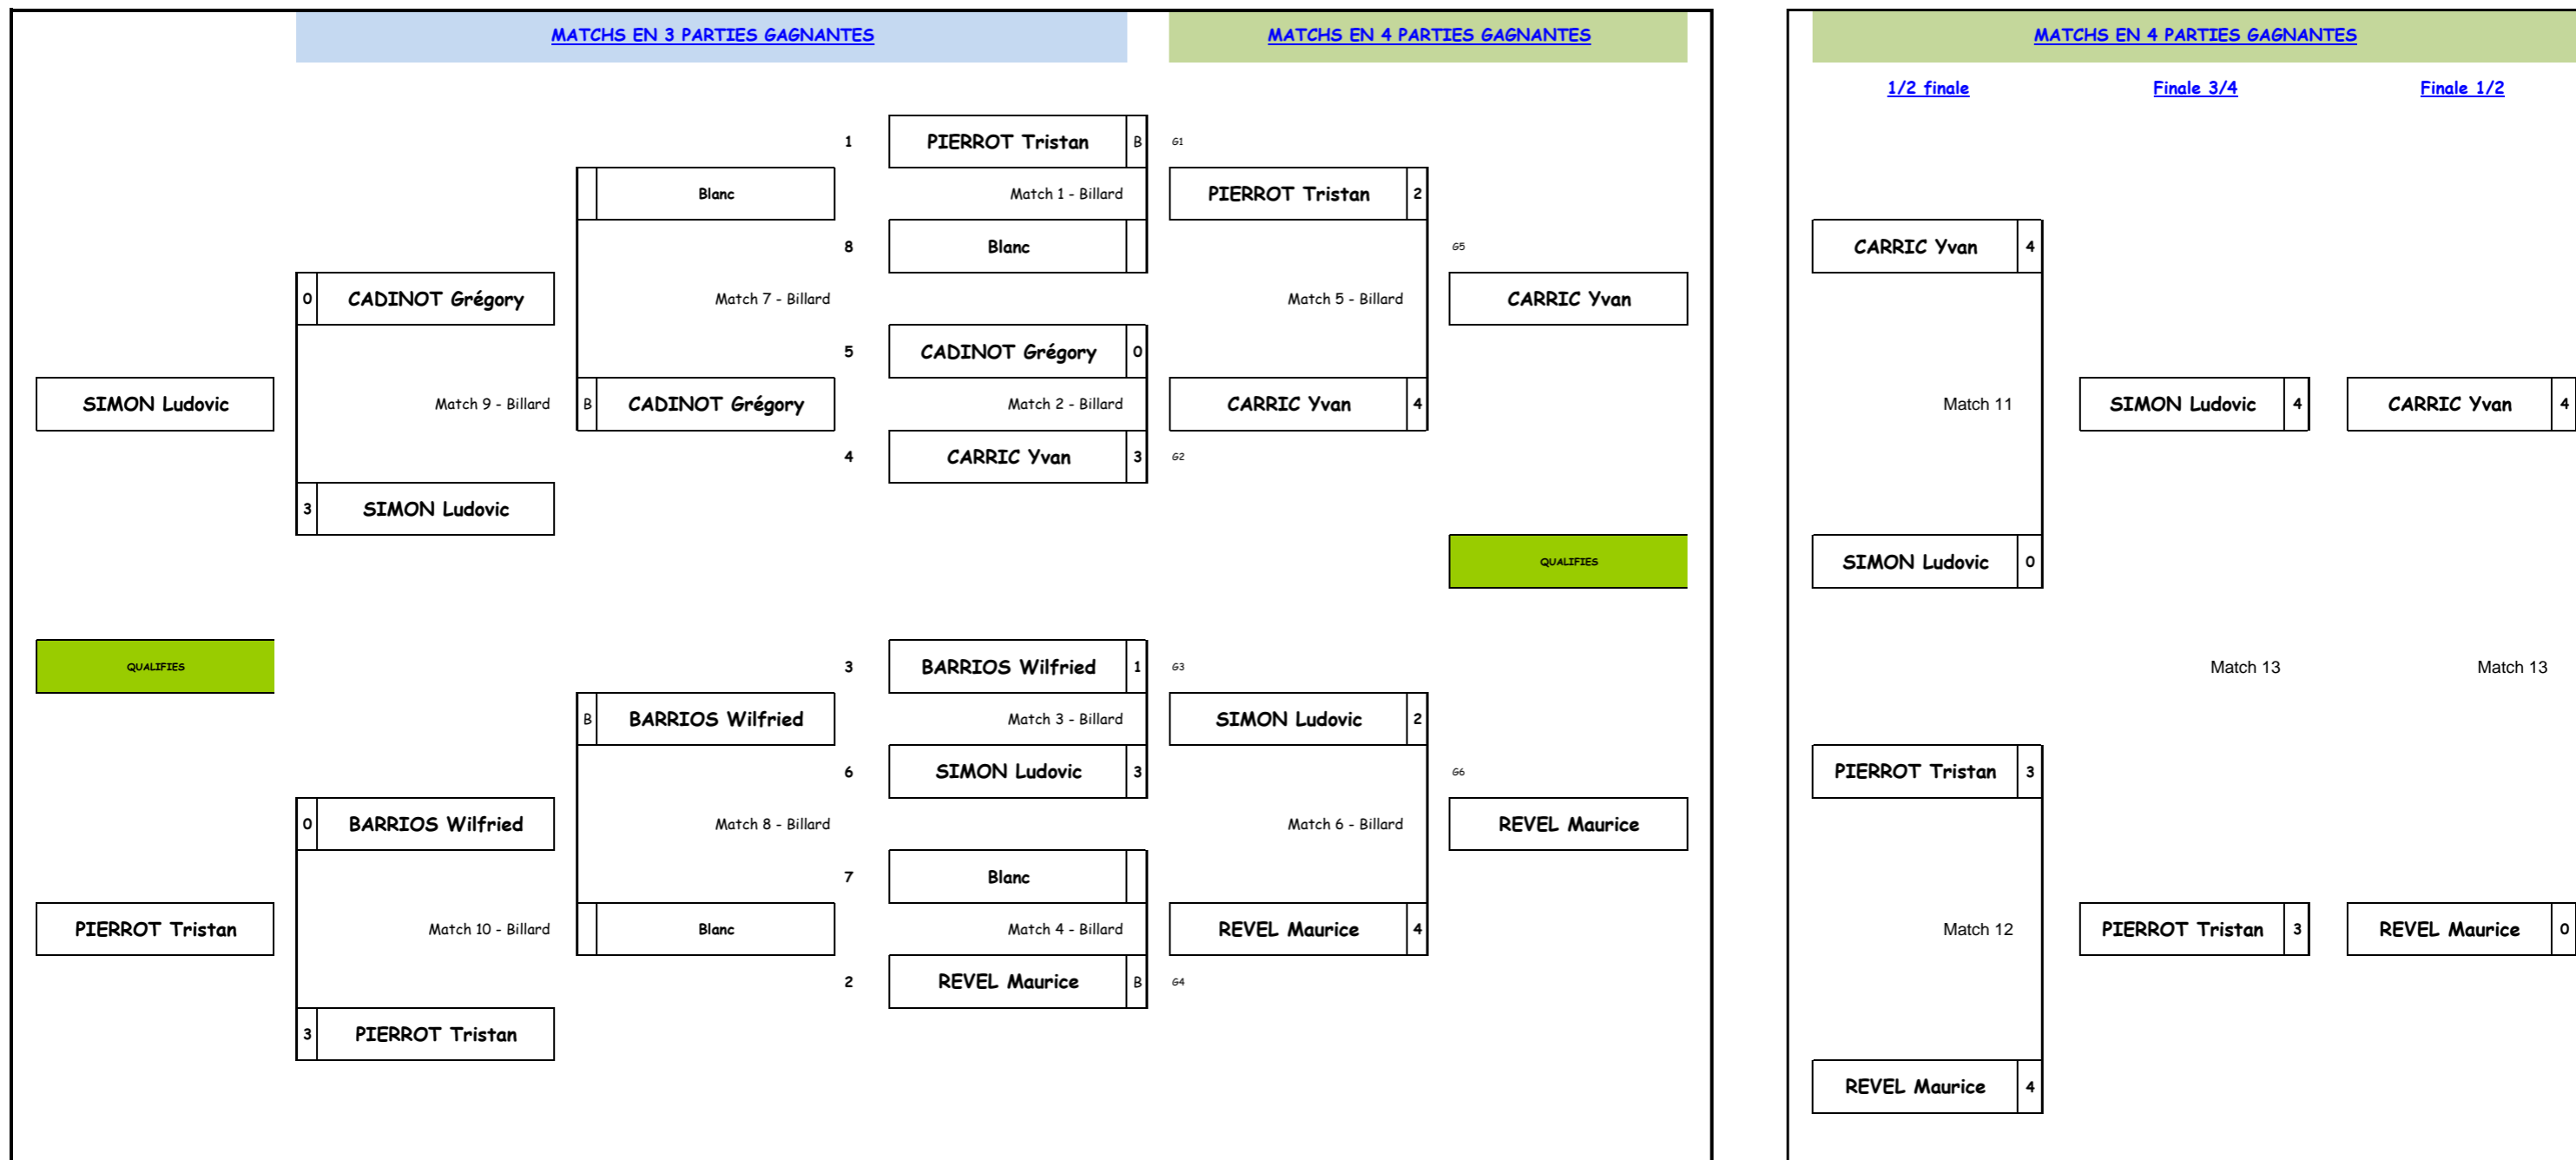 MATCHS EN 3 PARTIES GAGNANTES MATCHS EN 4 PARTIES GAGNANTES MATCHS EN 4 PARTIES GAGNANTES
1/2 finale Finale 3/4 Finale 1/2
1 PIERROT Tristan B G1
Blanc Match 1 - Billard PIERROT Tristan 2
8 Blanc G5 CARRIC Yvan 4
0 CADINOT Grégory Match 7 - Billard Match 5 - Billard CARRIC Yvan
5 CADINOT Grégory 0
SIMON Ludovic Match 9 - Billard B CADINOT Grégory Match 2 - Billard CARRIC Yvan 4 Match 11 SIMON Ludovic 4 CARRIC Yvan 4
4 CARRIC Yvan 3 G2
3 SIMON Ludovic
QUALIFIES SIMON Ludovic 0
QUALIFIES 3 BARRIOS Wilfried 1 G3 Match 13 Match 13
B BARRIOS Wilfried Match 3 - Billard SIMON Ludovic 2
6 SIMON Ludovic 3 G6 PIERROT Tristan 3
0 BARRIOS Wilfried Match 8 - Billard Match 6 - Billard REVEL Maurice
7 Blanc
PIERROT Tristan Match 10 - Billard Blanc Match 4 - Billard REVEL Maurice 4 Match 12 PIERROT Tristan 3 REVEL Maurice 0
2 REVEL Maurice B G4
3 PIERROT Tristan
REVEL Maurice 4